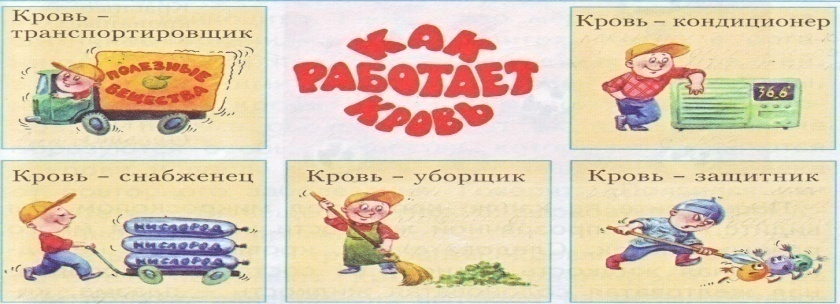 Кровь –
транспортировщик
ПОЛЕЗНЫЕ
ВЕЩЕСТВА
КАК
РАБОТАЕТ
КРОВЬ
Кровь – кондиционер
36.6°
Кровь – снабженец
КИСЛОРОД
КИСЛОРОД
КИСЛОРОД
Кровь – уборщик
Кровь – защитник